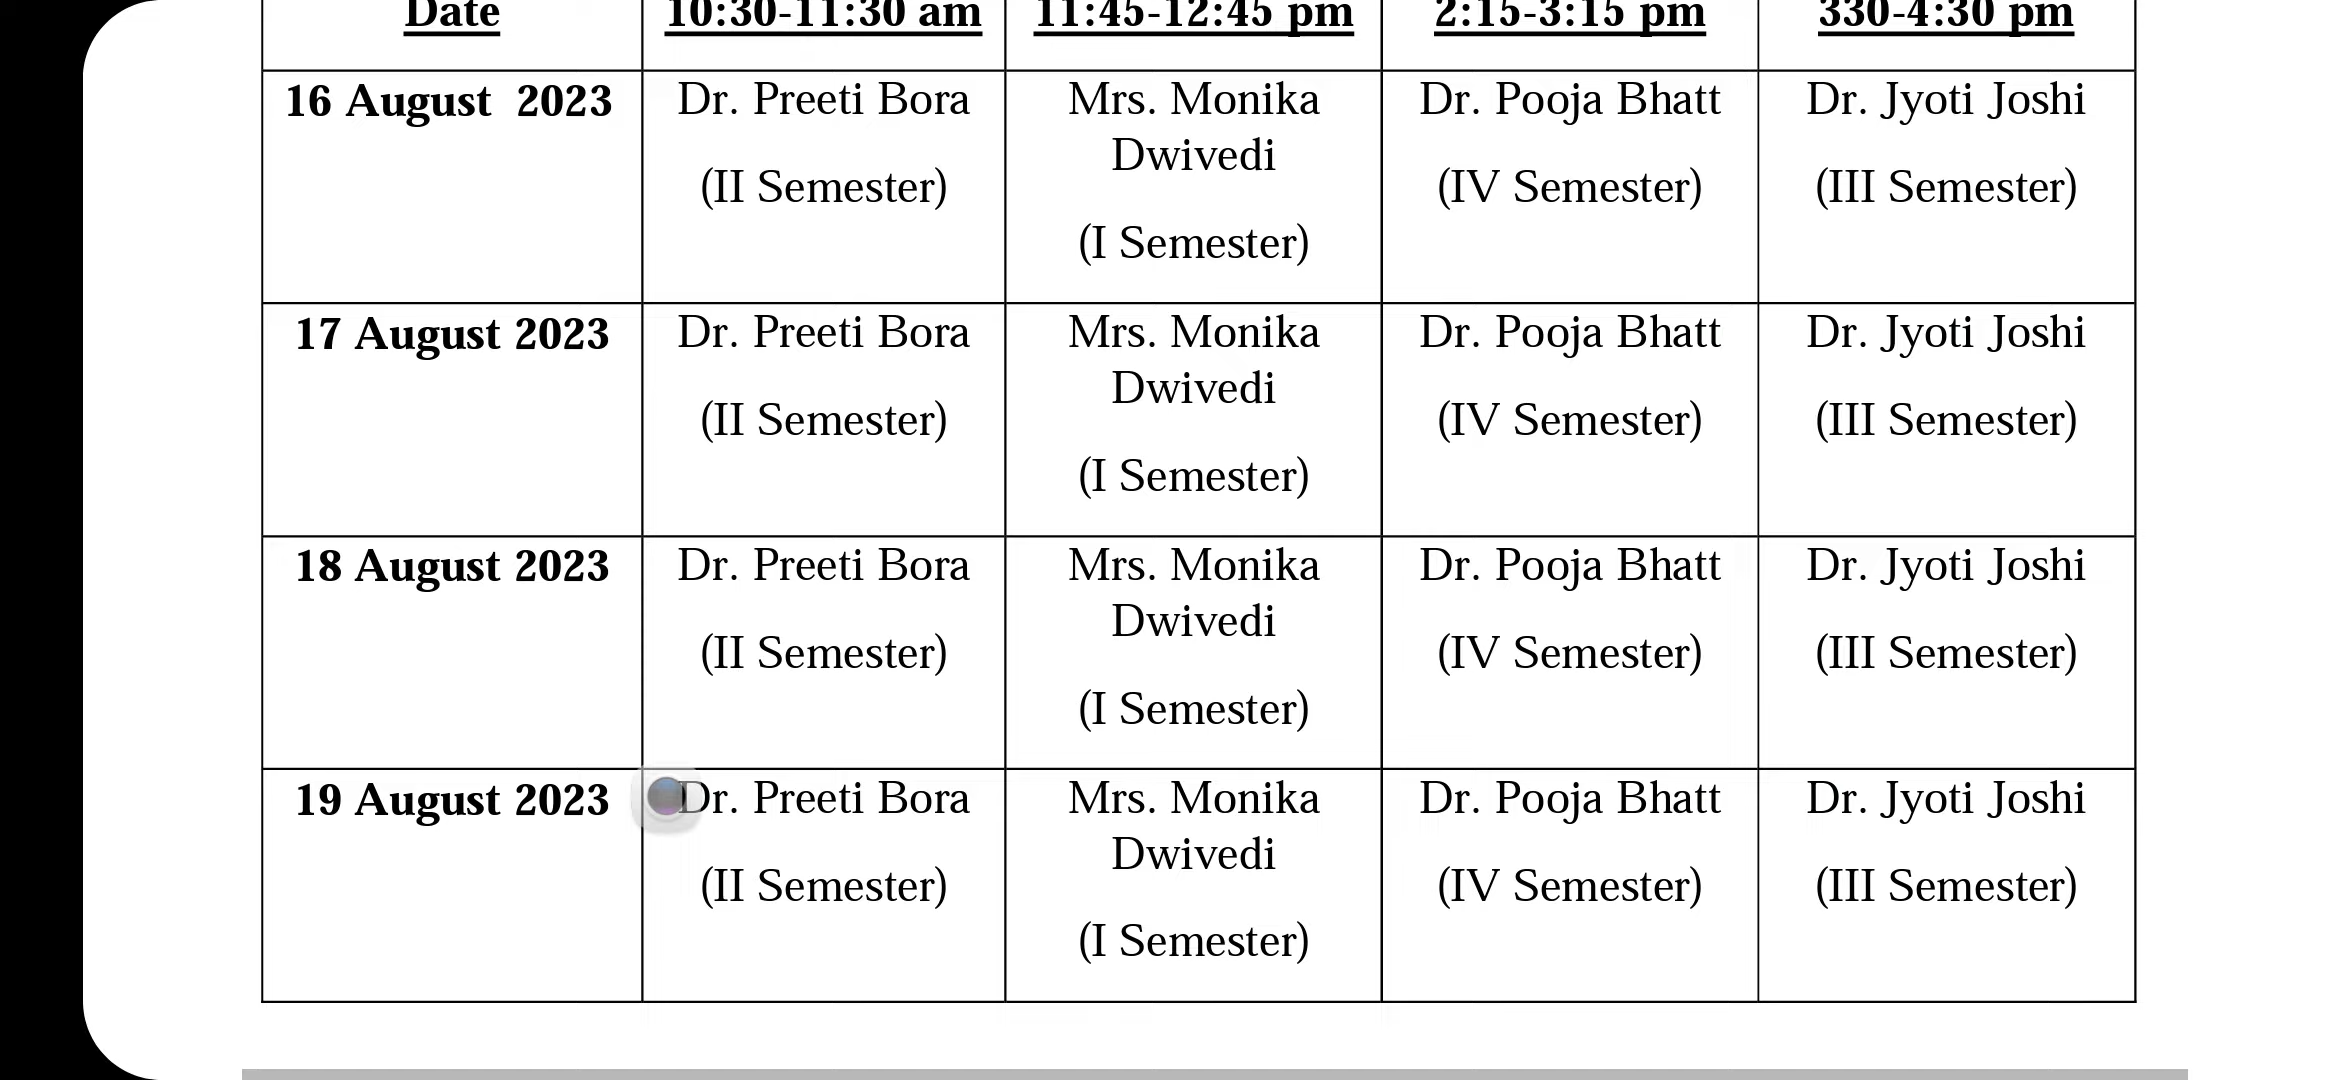 Date 10:30-11:30 am 11:45-12:45 pm 2:15-3:15 pm 330-4:30 pm
16 August 2023 Dr. Preeti Bora Mrs. Monika Dr. Pooja Bhatt Dr. Jyoti Joshi
Dwivedi
(II Semester) (IV Semester) (III Semester)
(I Semester)
17 August 2023 Dr. Preeti Bora Mrs. Monika Dr. Pooja Bhatt Dr. Jyoti Joshi
Dwivedi
(II Semester) (IV Semester) (III Semester)
(I Semester)
18 August 2023 Dr. Preeti Bora Mrs. Monika Dr. Pooja Bhatt Dr. Jyoti Joshi
Dwivedi
(II Semester) (IV Semester) (III Semester)
(I Semester)
19 August 2023 Dr. Preeti Bora Mrs. Monika Dr. Pooja Bhatt Dr. Jyoti Joshi
Dwivedi
(II Semester) (IV Semester) (III Semester)
(I Semester)